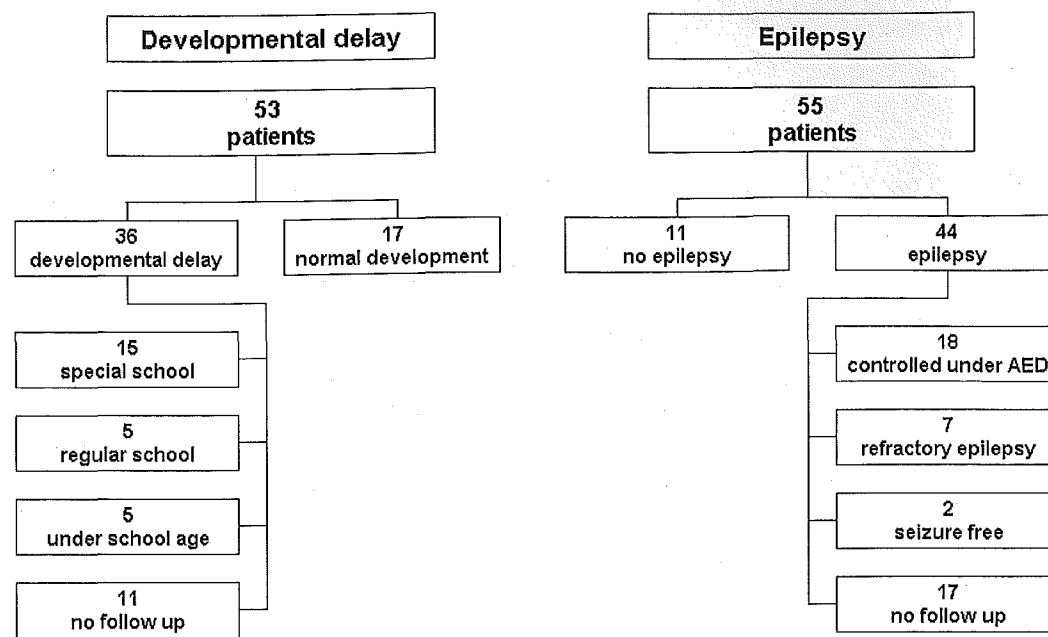 Developmental delay
53
patients
36
developmental delay
17
normal development
15
special school
5
regular school
5
under school age
11
no follow up
Epilepsy
55
patients
11
no epilepsy
44
epilepsy
18
controlled under AED
7
refractory epilepsy
2
seizure free
17
no follow up